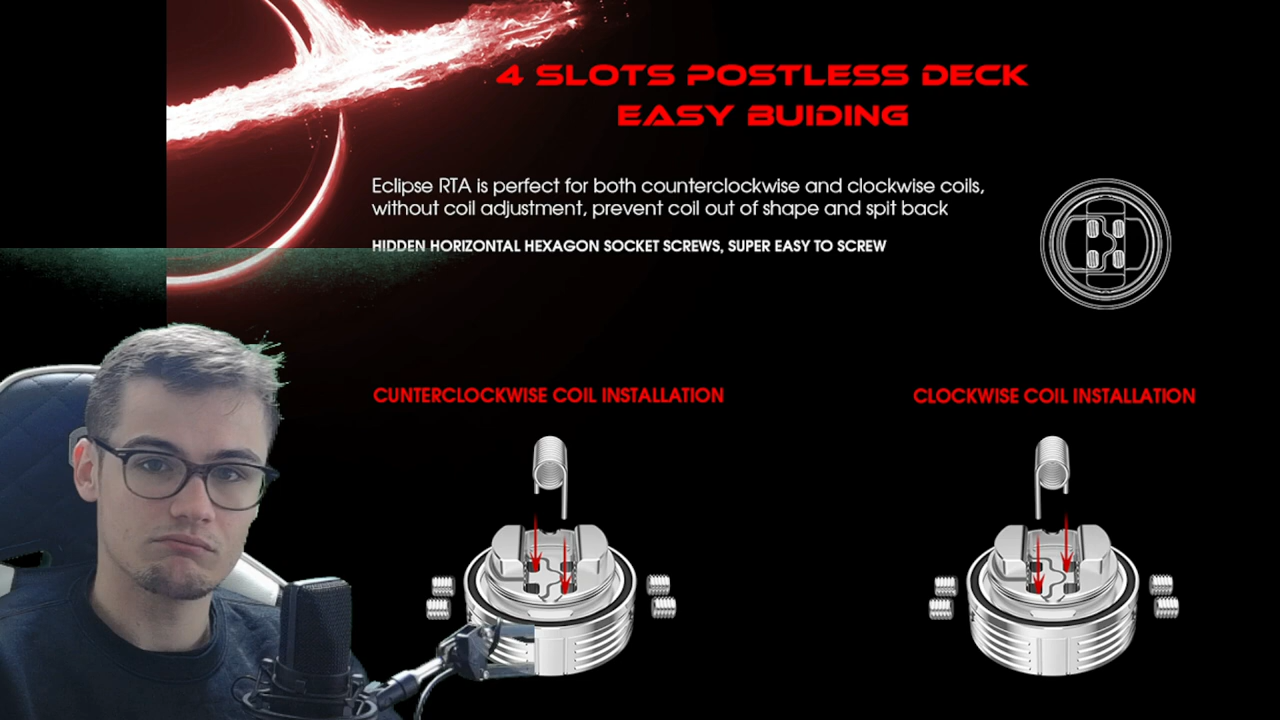 4 SLOTS POSTLESS DECK
EASY BUIDING
Eclipse RTA is perfect for both counterclockwise and clockwise coils,
without coil adjustment, prevent coil out of shape and spit back
HIDDEN HORIZONTAL HEXAGON SOCKET SCREWS, SUPER EASY TO SCREW
CUNTERCLOCKWISE COIL INSTALLATION
CLOCKWISE COIL INSTALLATION